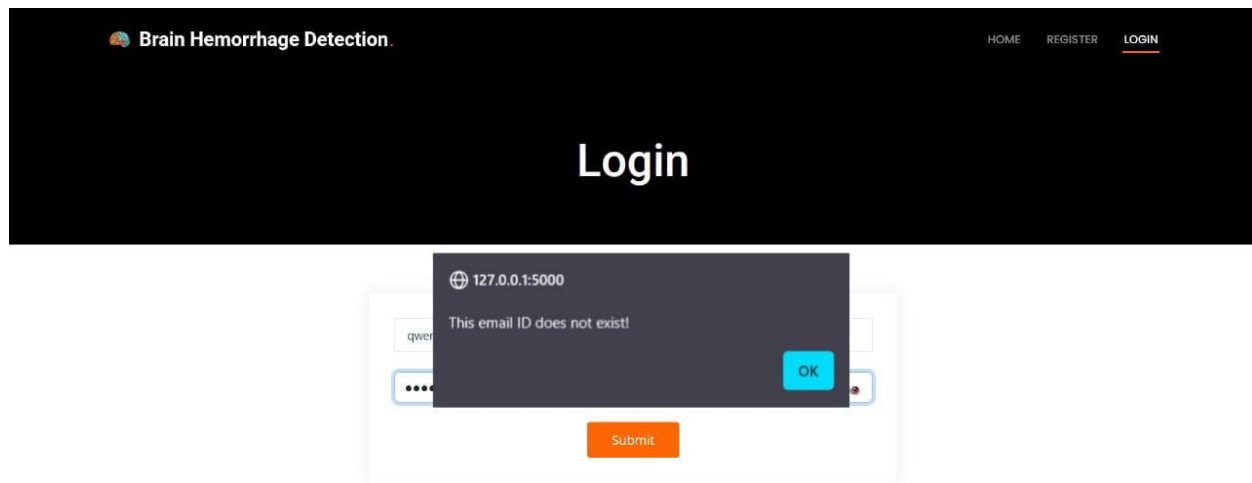 Brain Hemorrhage Detection.
HOME REGISTER LOGIN
Login
127.0.0.1:5000
This email ID does not exist!
OK
qwer
Submit